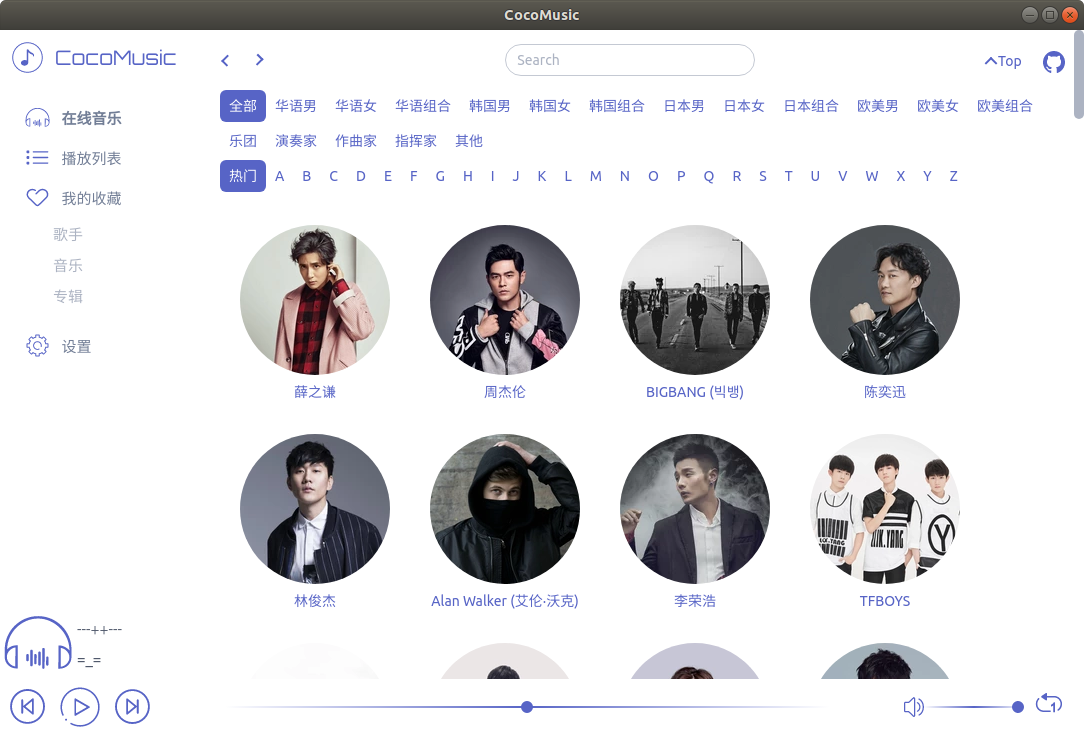 CocoMusic
CocoMusic
Search
Top
全部 华语男 华语女 华语组合 韩国男 韩国女 韩国组合 日本男 日本女 日本组合 欧美男 欧美女 欧美组合
乐团 演奏家 作曲家 指挥家 其他
热门 A B C D E F G H I J K L M N O P Q R S T U V W X Y Z
在线音乐
播放列表
我的收藏
歌手
音乐
专辑
设置
薛之谦 周杰伦 BIGBANG (빅뱅) 陈奕迅
林俊杰 Alan Walker (艾伦·沃克) 李荣浩 TFBOYS
---++---
=_=
1